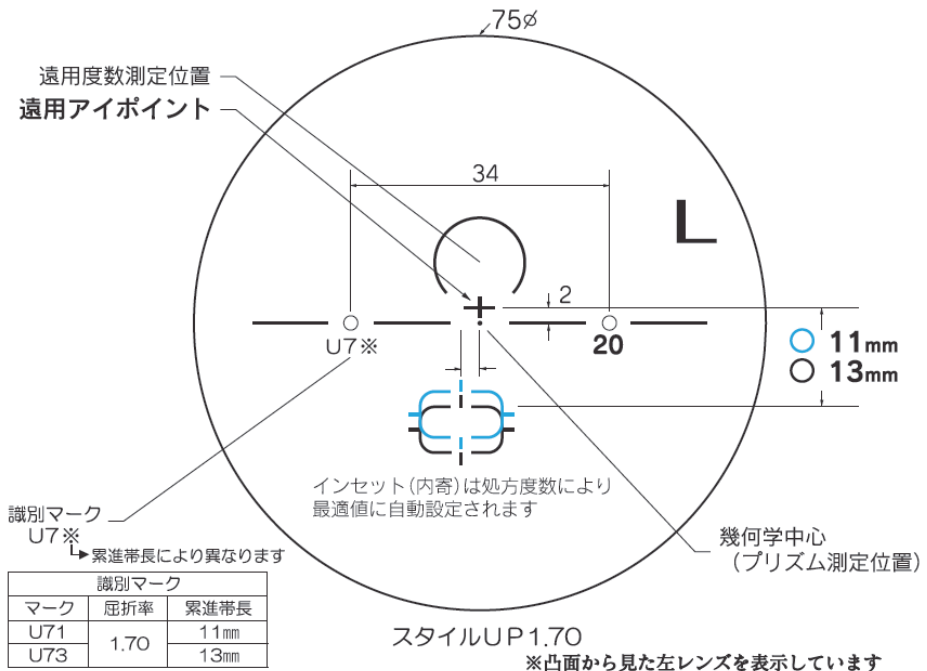 75ø
遠用度数測定位置
遠用アイポイント
34
L
2
U7※
20
11mm
13mm
インセット(内寄)は処方度数により
最適値に自動設定されます
識別マーク
U7※
累進帯長により異なります
幾何学中心
(プリズム測定位置)
識別マーク
マーク 屈折率 累進帯長
U71 1.70 11mm
U73 13mm
スタイルUP1.70
※凸面から見た左レンズを表示しています